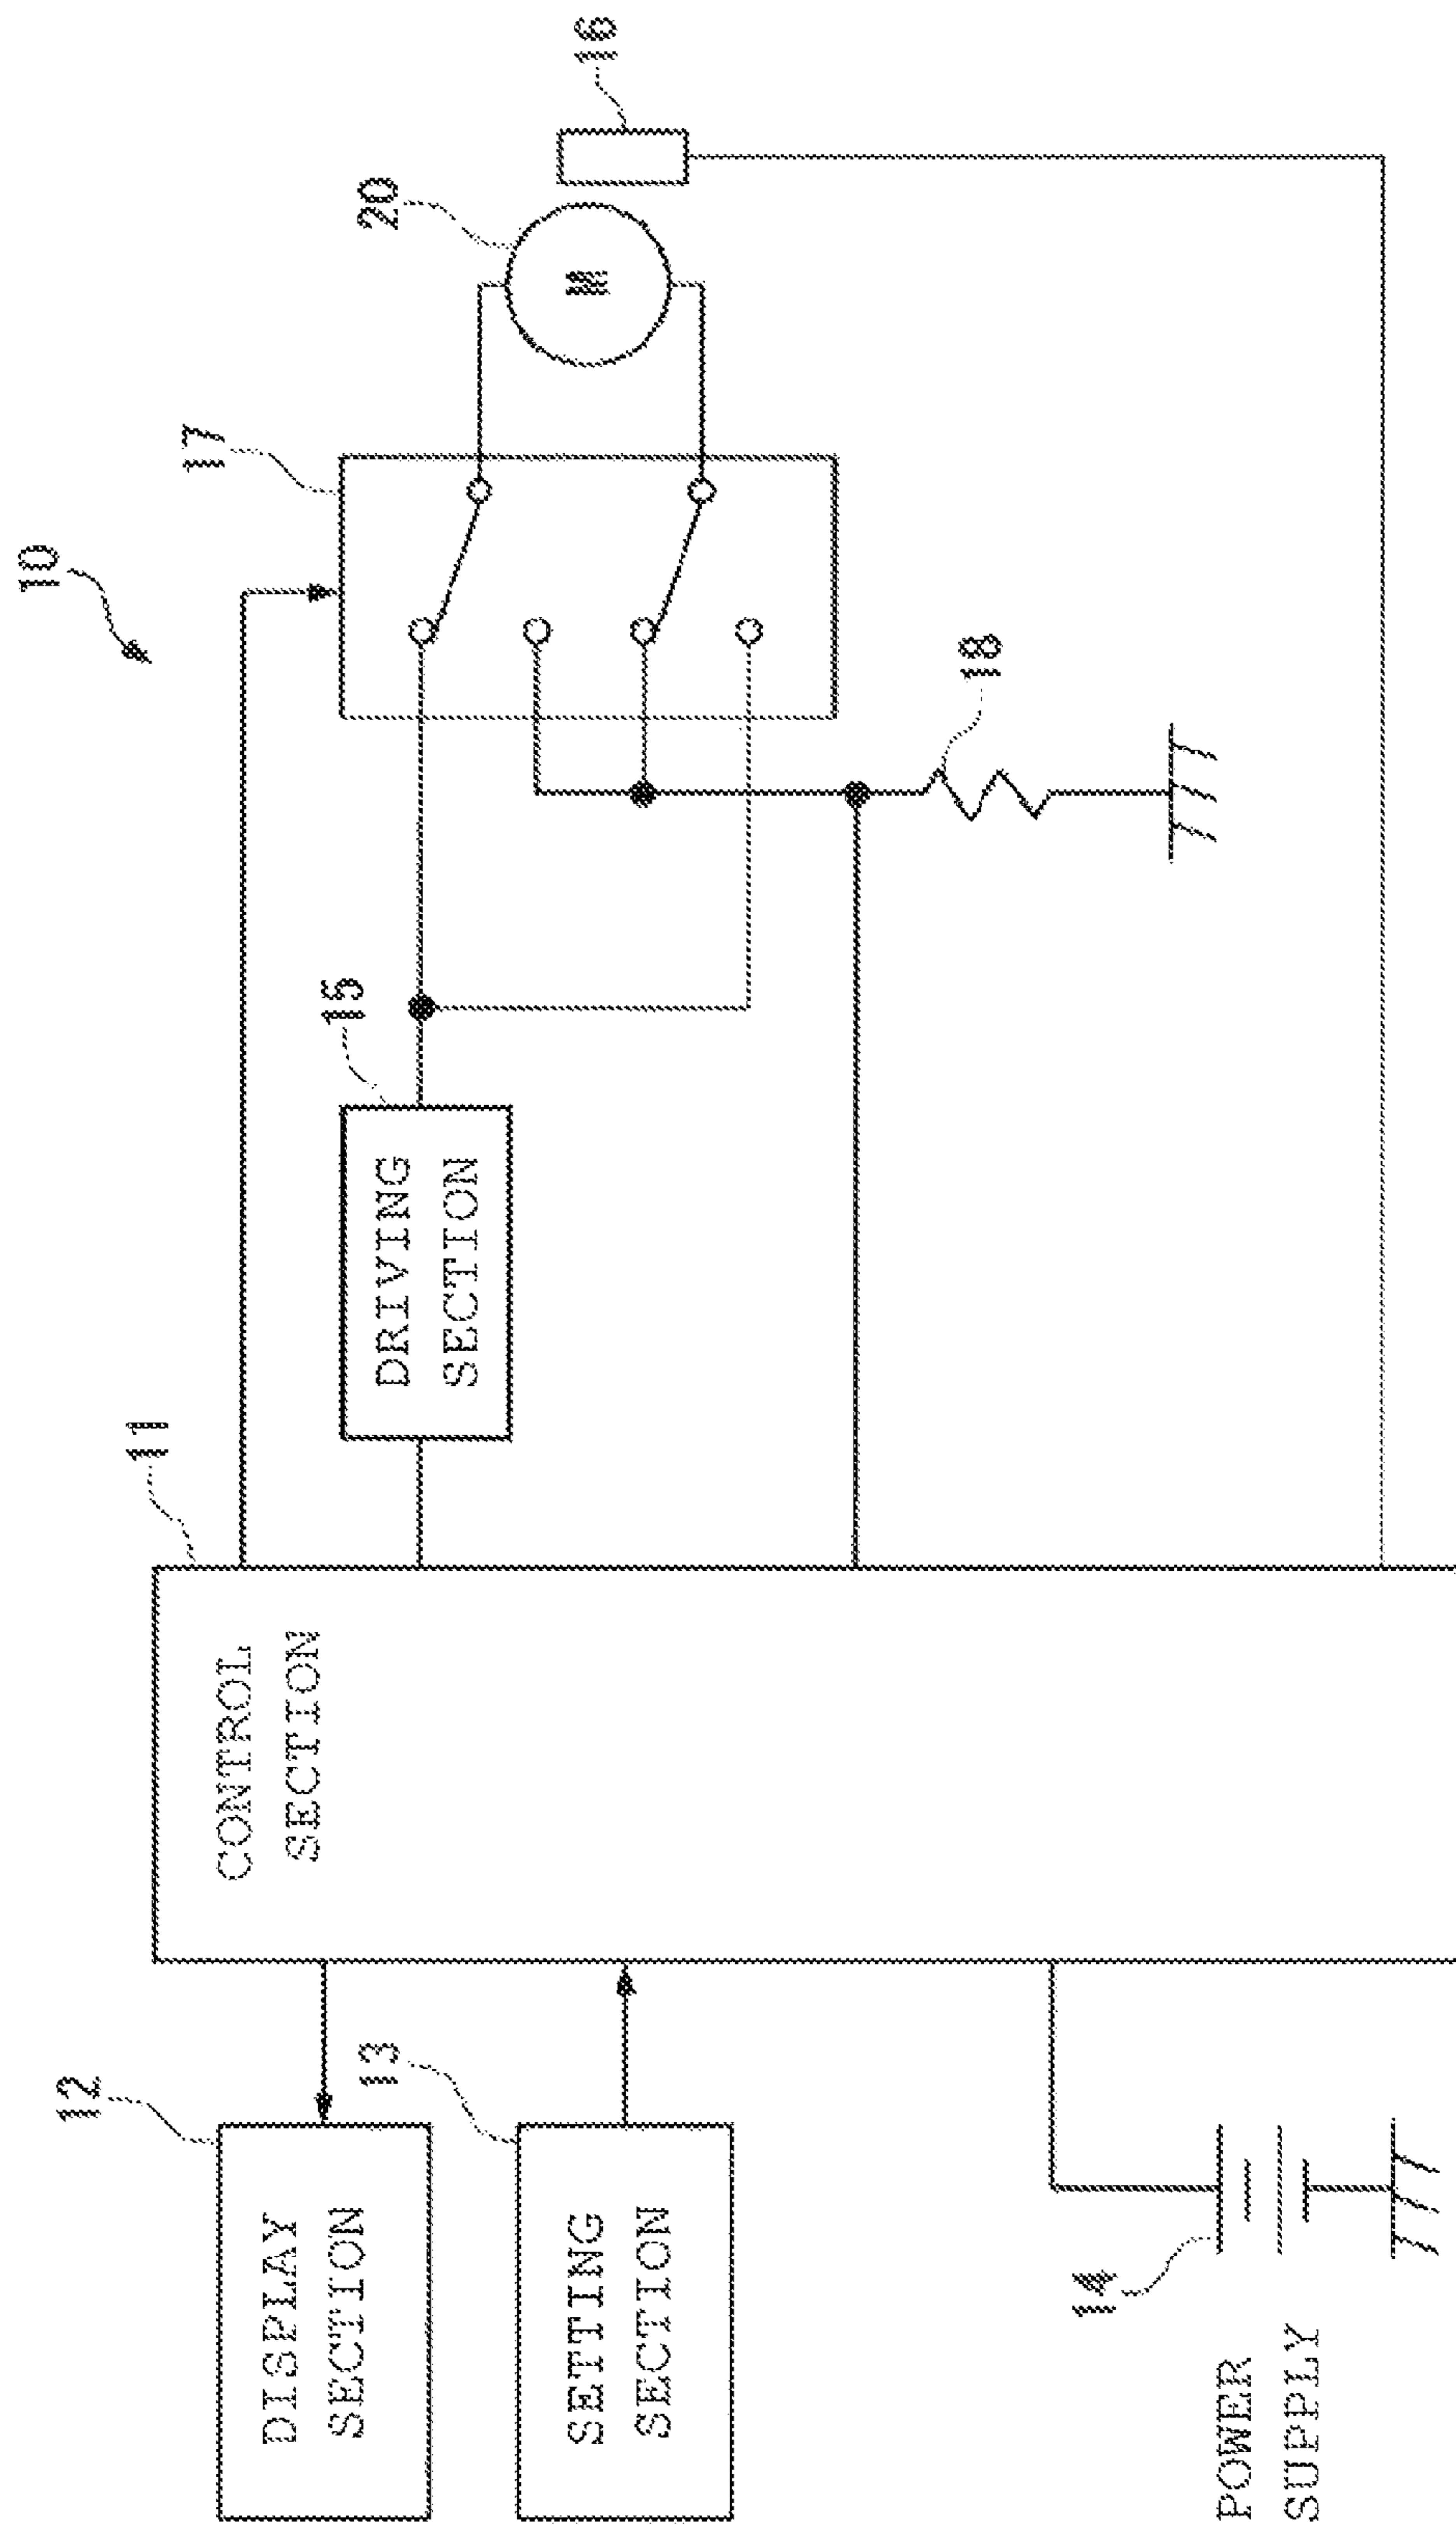 10
11
12
DISPLAY
SECTION
13
SETTING
SECTION
CONTROL
SECTION
14
POWER
SUPPLY
15
DRIVING
SECTION
17
18
20
M
16